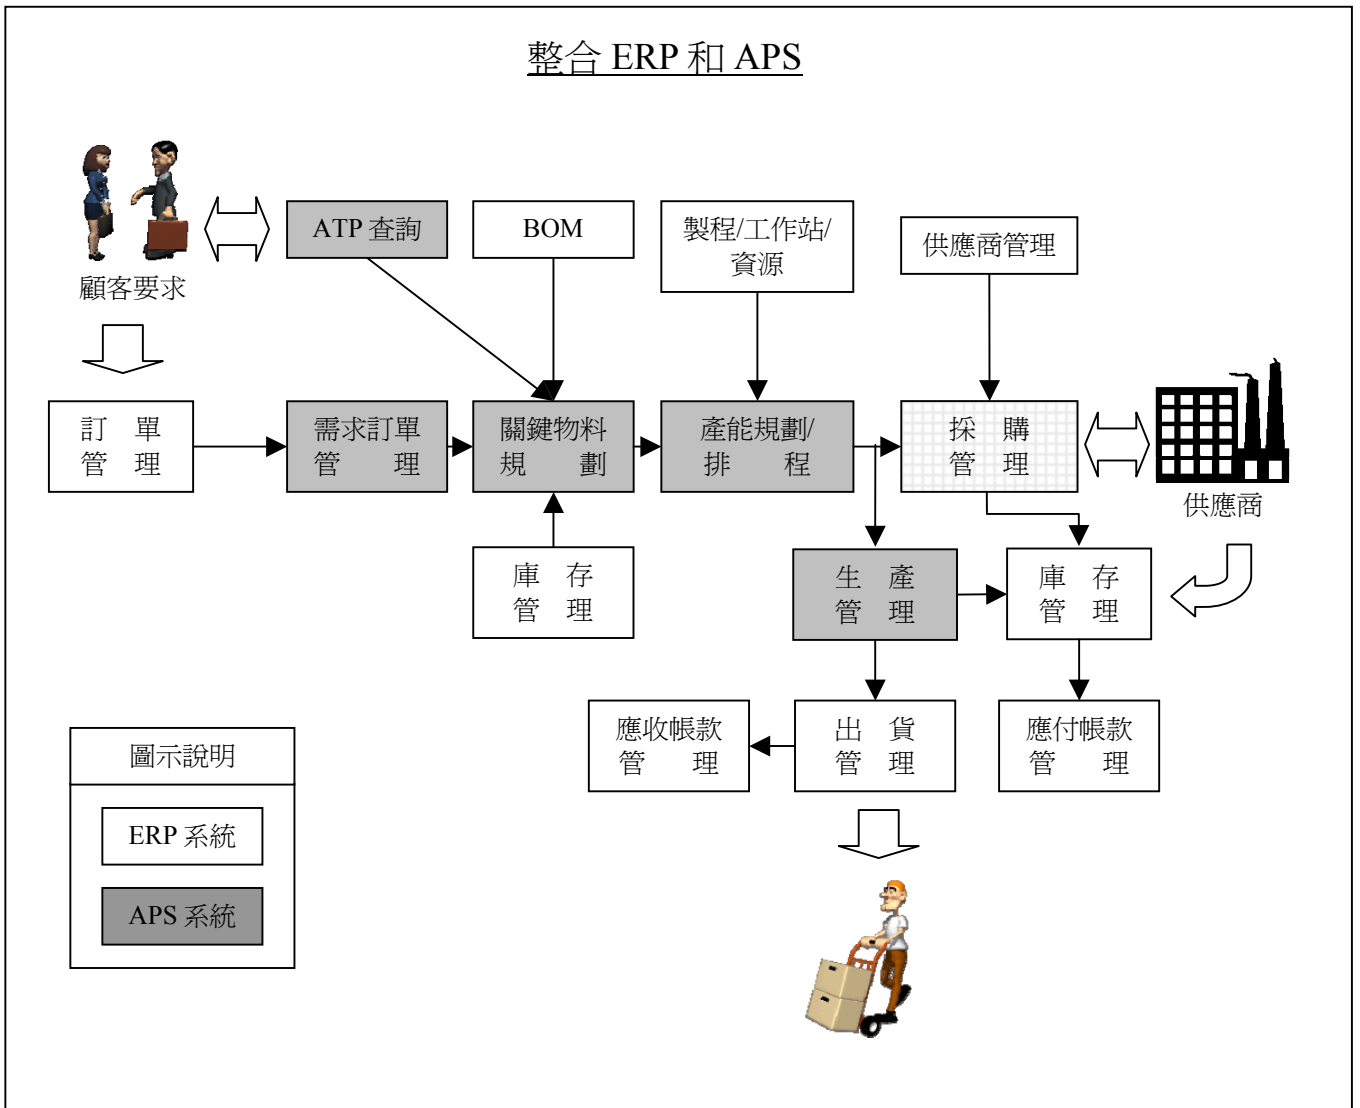 整合 ERP 和 APS
ATP 查詢
BOM
製程/工作站/
資源
供應商管理
顧客要求
訂 單
管 理
需求訂單
管 理
關鍵物料
規 劃
產能規劃/
排 程
採 購
管 理
供應商
庫 存
管 理
生 產
管 理
庫 存
管 理
應收帳款
管 理
出 貨
管 理
應付帳款
管 理
圖示說明
ERP 系統
APS 系統